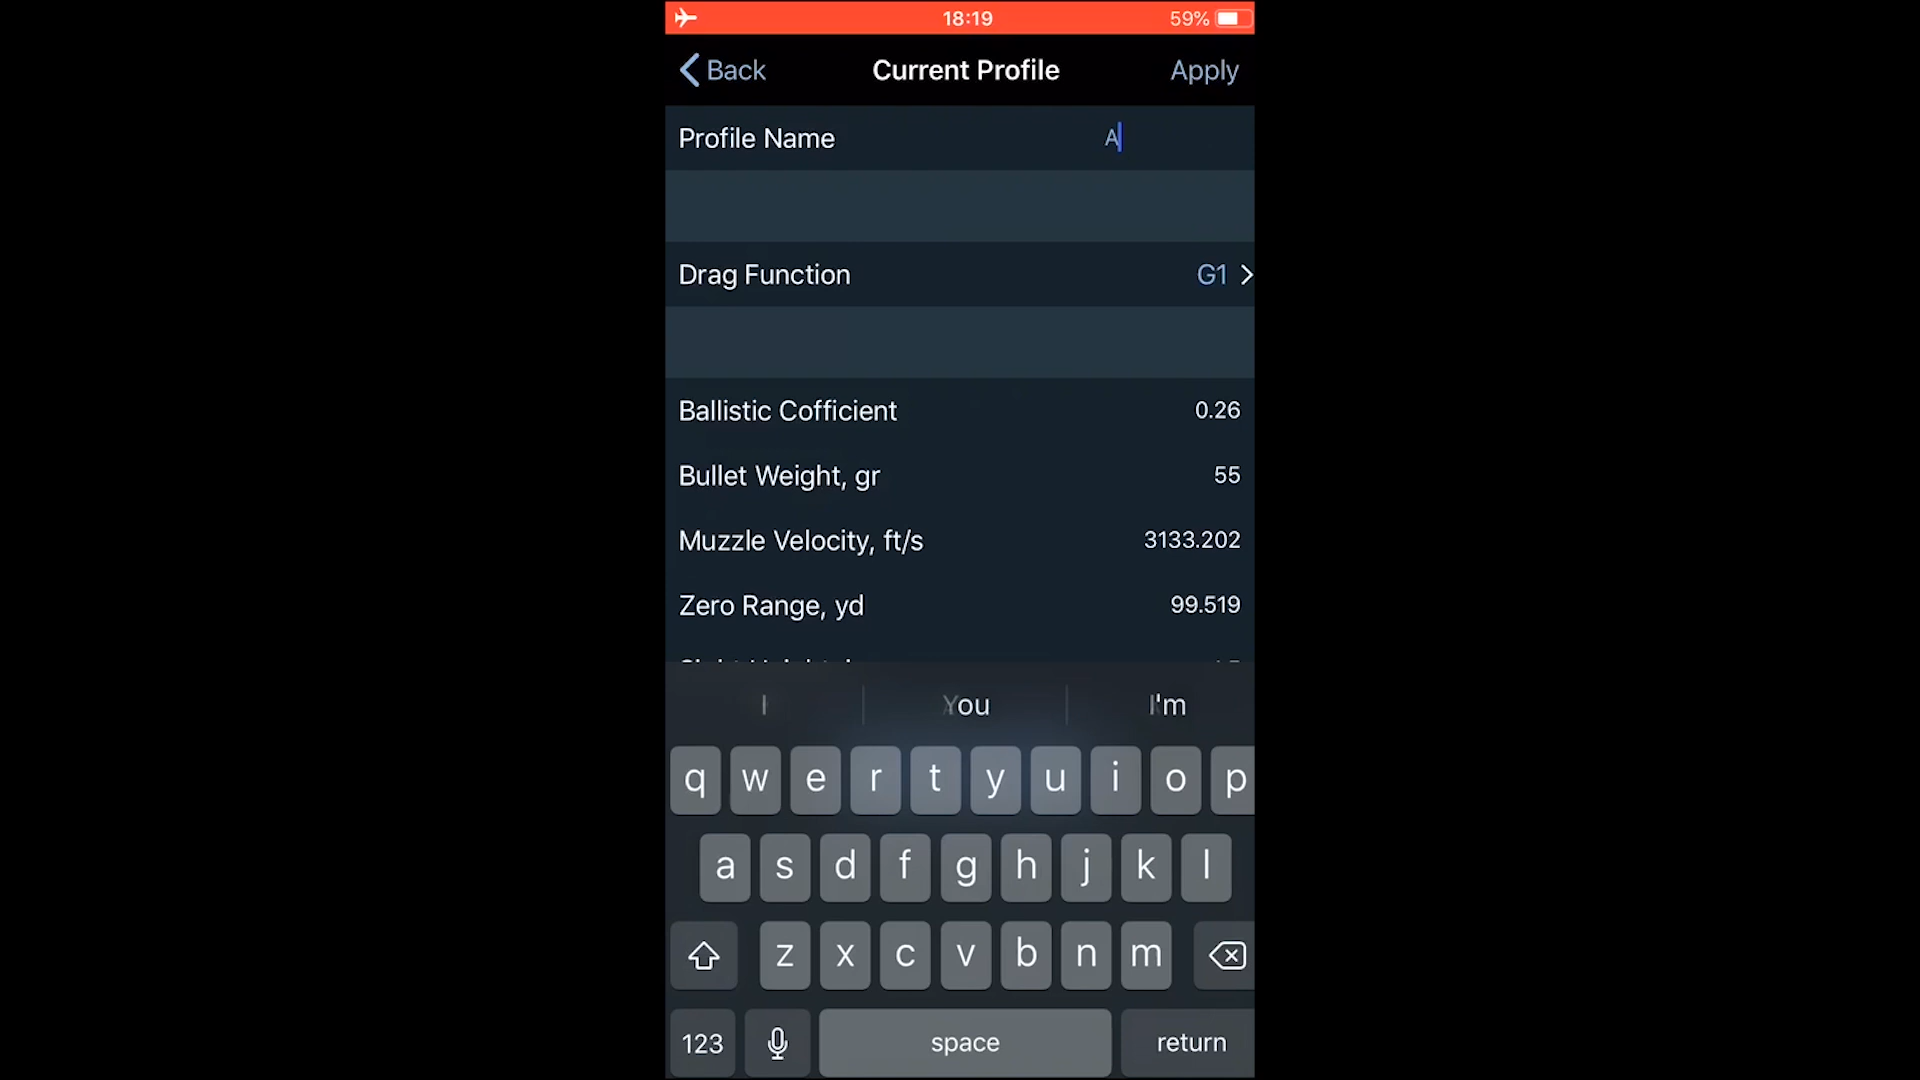 18:19 59%
Back Current Profile Apply
Profile Name A
Drag Function G1
Ballistic Cofficient 0.26
Bullet Weight, gr 55
Muzzle Velocity, ft/s 3133.202
Zero Range, yd 99.519
I You I'm
q w e r t y u i o p
a s d f g h j k l
z x c v b n m
123 space return